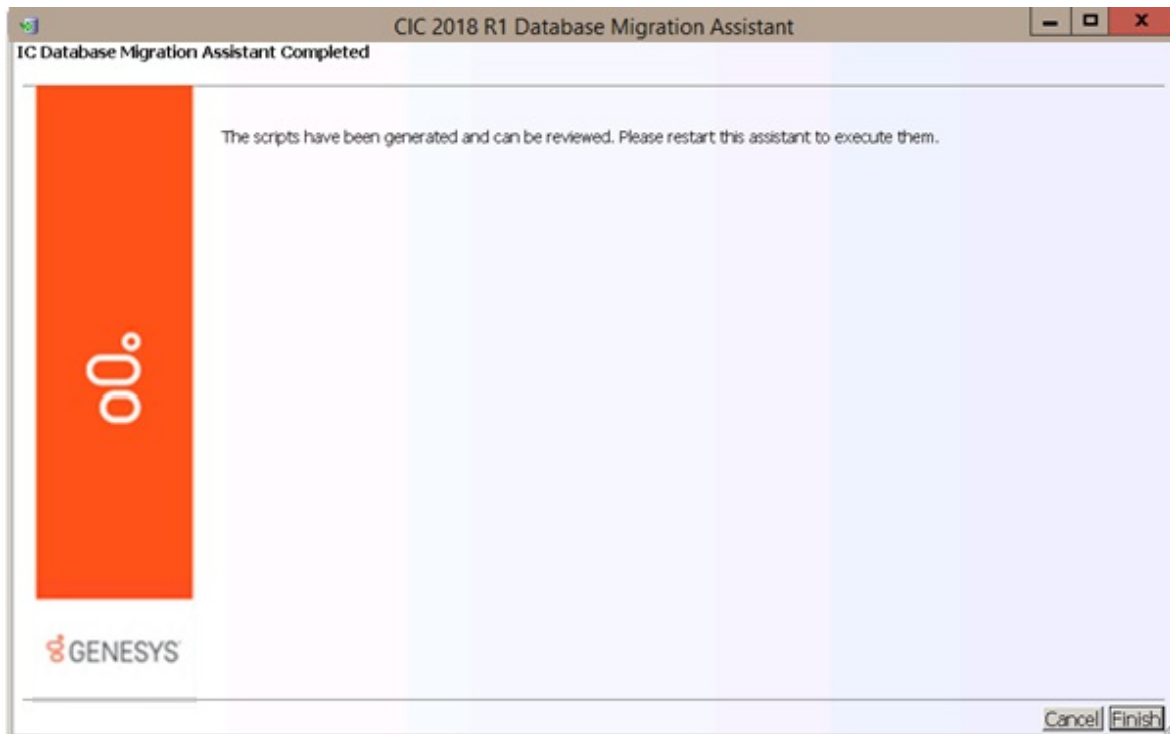 CIC 2018 R1 Database Migration Assistant
IC Database Migration Assistant Completed
The scripts have been generated and can be reviewed. Please restart this assistant to execute them.
GENESYS
Cancel Finish